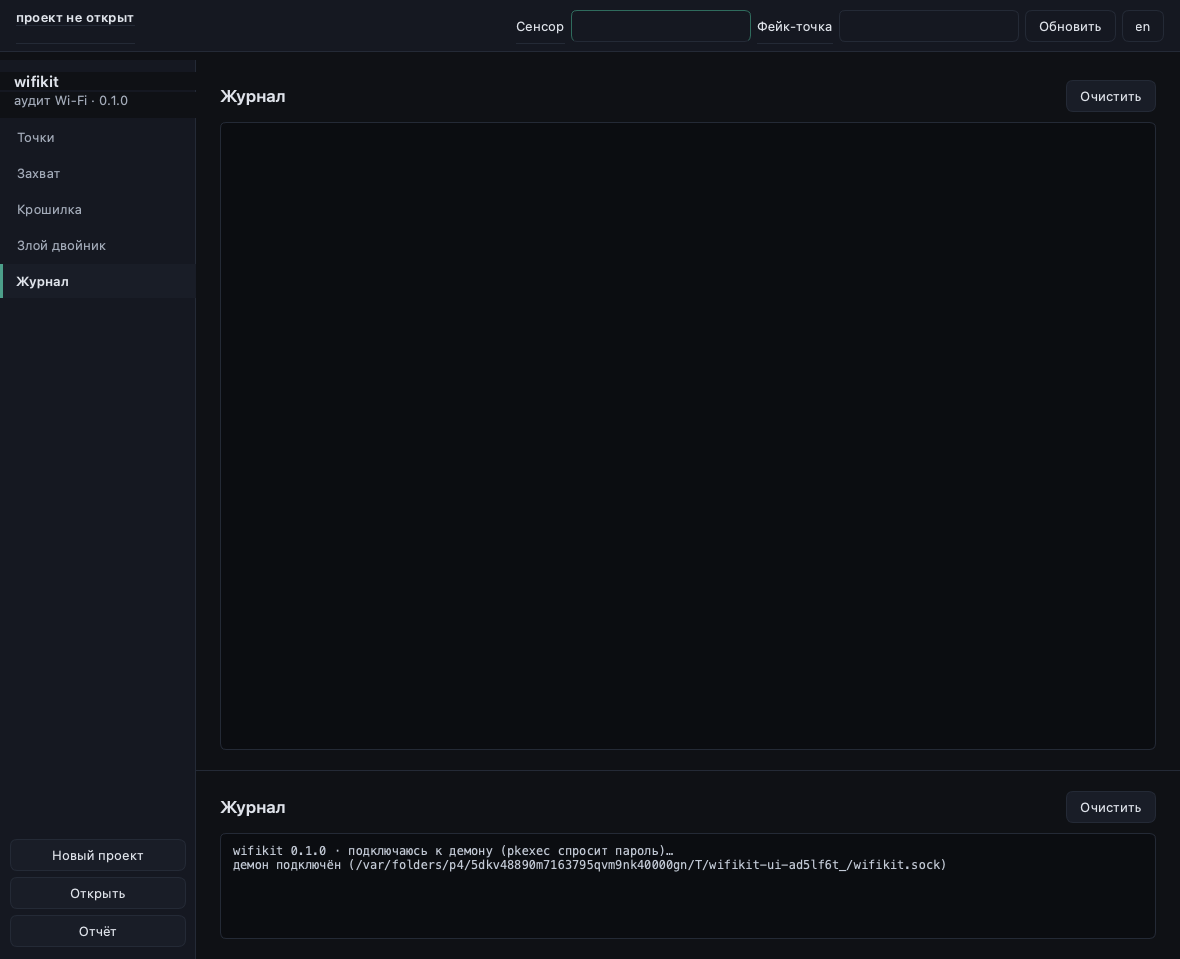 проект не открыт
Сенсор
Фейк-точка
Обновить
en
wifikit
аудит Wi-Fi · 0.1.0
Точки
Захват
Крошилка
Злой двойник
Журнал
Новый проект
Открыть
Отчёт
Журнал
Очистить
Журнал
Очистить
wifikit 0.1.0 · подключаюсь к демону (pkexec спросит пароль)…
демон подключён (/var/folders/p4/5dkv48890m7163795qvm9nk40000gn/T/wifikit-ui-ad5lf6t_/wifikit.sock)